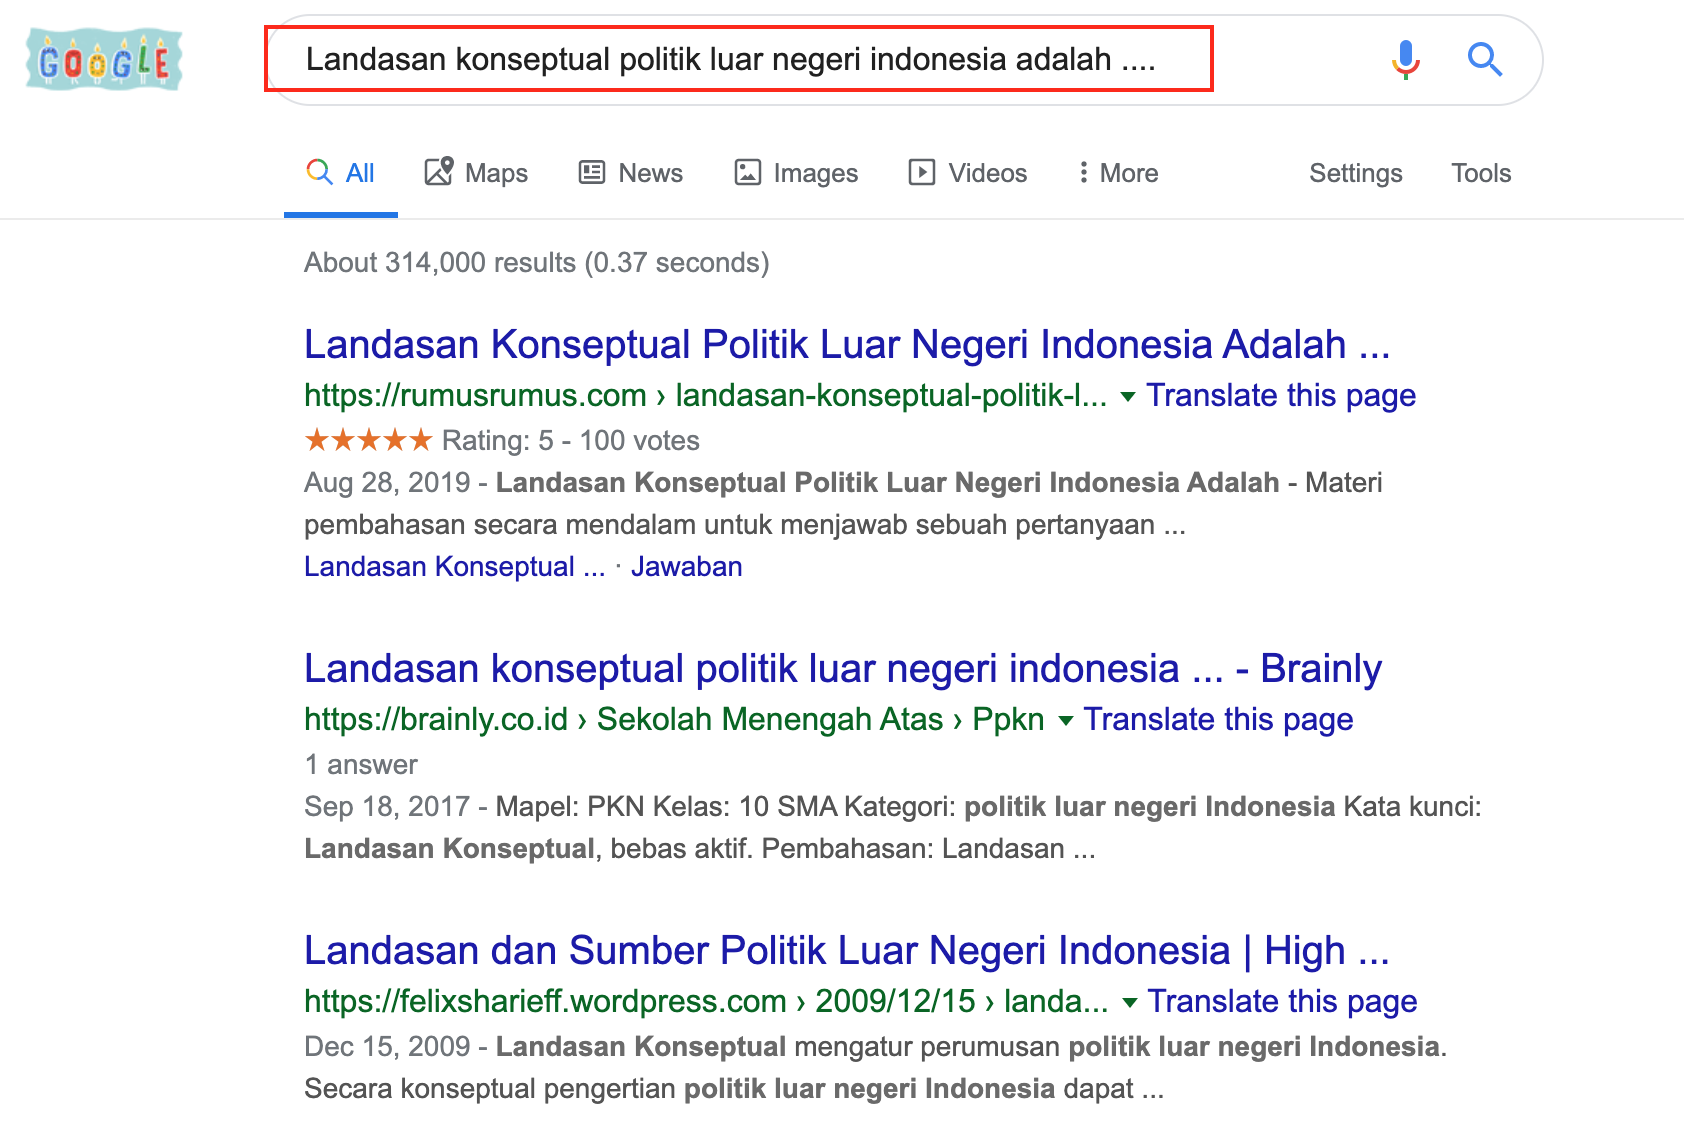 GOOGLE
Landasan konseptual politik luar negeri indonesia adalah ....
All Maps News Images Videos More Settings Tools
About 314,000 results (0.37 seconds)
Landasan Konseptual Politik Luar Negeri Indonesia Adalah ...
https://rumusrumus.com › landasan-konseptual-politik-l... Translate this page
Rating: 5 - 100 votes
Aug 28, 2019 - Landasan Konseptual Politik Luar Negeri Indonesia Adalah - Materi
pembahasan secara mendalam untuk menjawab sebuah pertanyaan ...
Landasan Konseptual ... · Jawaban
Landasan konseptual politik luar negeri indonesia ... - Brainly
https://brainly.co.id › Sekolah Menengah Atas › Ppkn Translate this page
1 answer
Sep 18, 2017 - Mapel: PKN Kelas: 10 SMA Kategori: politik luar negeri Indonesia Kata kunci:
Landasan Konseptual, bebas aktif. Pembahasan: Landasan ...
Landasan dan Sumber Politik Luar Negeri Indonesia | High ...
https://felixsharieff.wordpress.com › 2009/12/15 › landa... Translate this page
Dec 15, 2009 - Landasan Konseptual mengatur perumusan politik luar negeri Indonesia.
Secara konseptual pengertian politik luar negeri Indonesia dapat ...